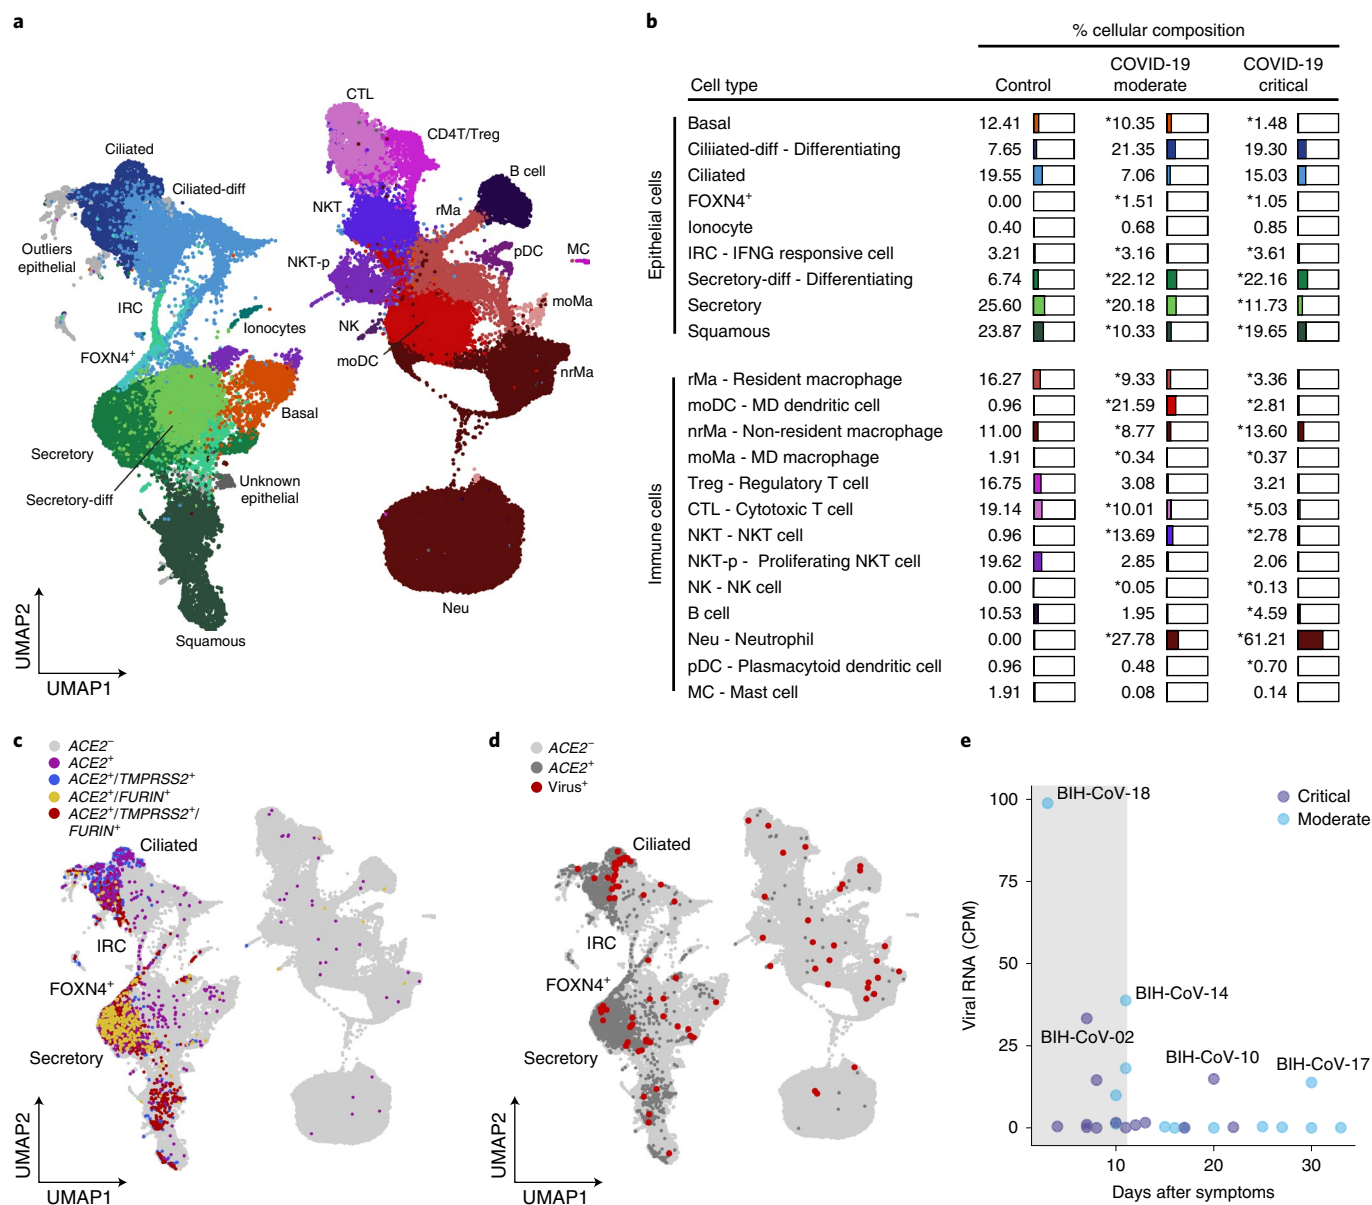 a
CTL
CD4T/Treg
Ciliated
Ciliated-diff
B cell
NKT
rMa
Outliers
epithelial
NKT-p
pDC
MC
IRC
moMa
Ionocytes
NK
FOXN4+
moDC
nrMa
Basal
Secretory
Unknown
epithelial
Secretory-diff
Neu
Squamous
UMAP2
UMAP1
b
% cellular composition
Cell type
Control
COVID-19
moderate
COVID-19
critical
Epithelial cells
Basal 12.41 *10.35 *1.48
Ciliiated-diff - Differentiating 7.65 21.35 19.30
Ciliated 19.55 7.06 15.03
FOXN4+ 0.00 *1.51 *1.05
Ionocyte 0.40 0.68 0.85
IRC - IFNG responsive cell 3.21 *3.16 *3.61
Secretory-diff - Differentiating 6.74 *22.12 *22.16
Secretory 25.60 *20.18 *11.73
Squamous 23.87 *10.33 *19.65
Immune cells
rMa - Resident macrophage 16.27 *9.33 *3.36
moDC - MD dendritic cell 0.96 *21.59 *2.81
nrMa - Non-resident macrophage 11.00 *8.77 *13.60
moMa - MD macrophage 1.91 *0.34 *0.37
Treg - Regulatory T cell 16.75 3.08 3.21
CTL - Cytotoxic T cell 19.14 *10.01 *5.03
NKT - NKT cell 0.96 *13.69 *2.78
NKT-p - Proliferating NKT cell 19.62 2.85 2.06
NK - NK cell 0.00 *0.05 *0.13
B cell 10.53 1.95 *4.59
Neu - Neutrophil 0.00 *27.78 *61.21
pDC - Plasmacytoid dendritic cell 0.96 0.48 *0.70
MC - Mast cell 1.91 0.08 0.14
c
ACE2−
ACE2+
ACE2+/TMPRSS2+
ACE2+/FURIN+
ACE2+/TMPRSS2+/
FURIN+
Ciliated
IRC
FOXN4+
Secretory
UMAP2
UMAP1
d
ACE2−
ACE2+
Virus+
Ciliated
IRC
FOXN4+
Secretory
UMAP2
UMAP1
e
Viral RNA (CPM)
100
75
50
25
0
BIH-CoV-18
Critical
Moderate
BIH-CoV-14
BIH-CoV-02
BIH-CoV-10
BIH-CoV-17
10 20 30
Days after symptoms